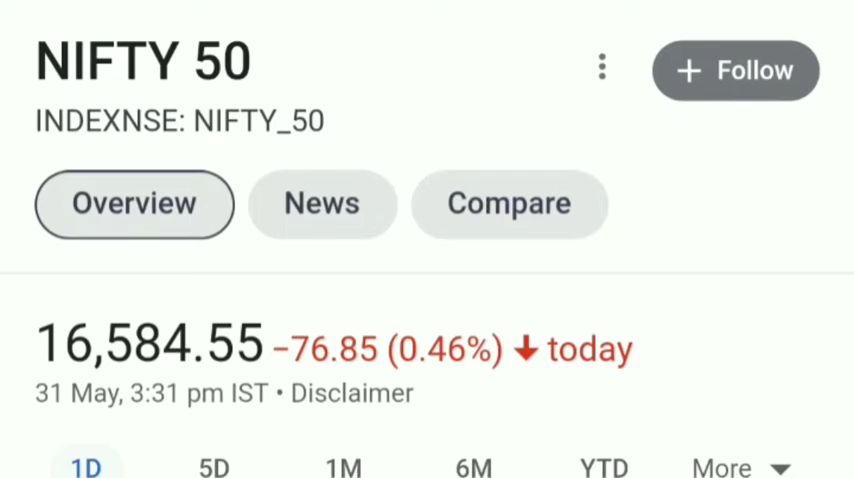 NIFTY 50
+ Follow
INDEXNSE: NIFTY_50
Overview News Compare
16,584.55 −76.85 (0.46%) ↓ today
31 May, 3:31 pm IST • Disclaimer
1D 5D 1M 6M YTD More